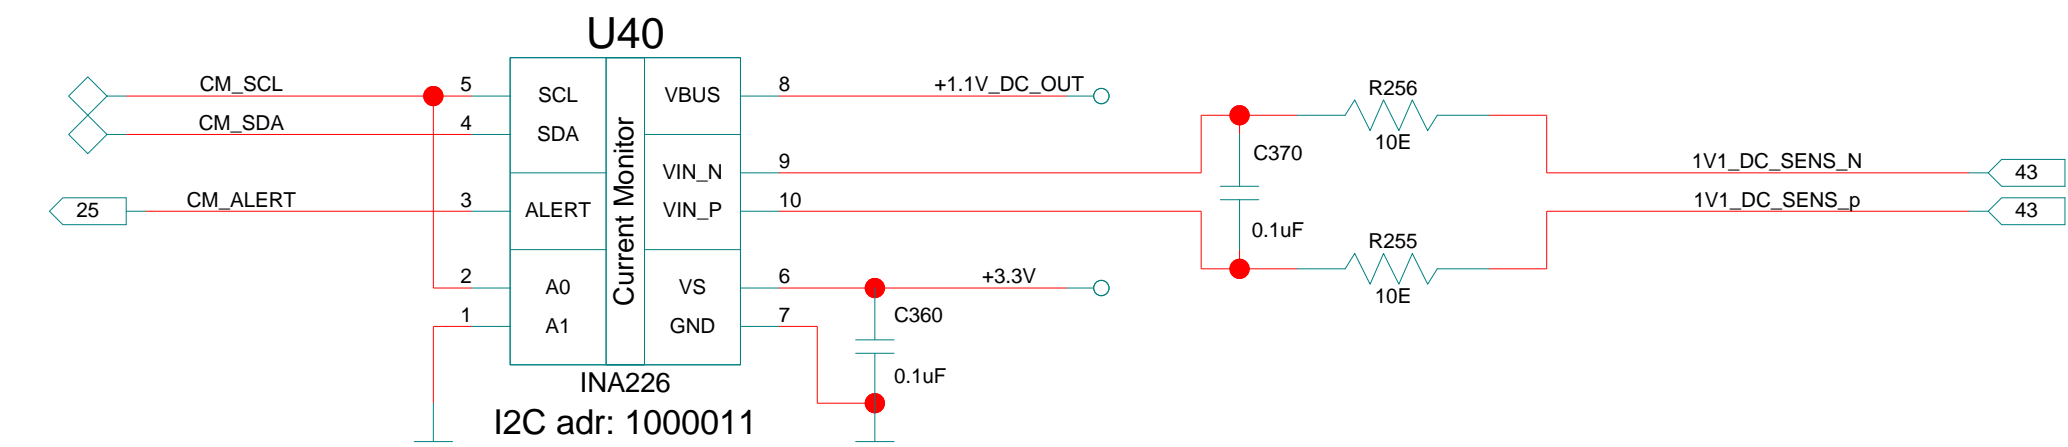 U40
CM_SCL 5 SCL VBUS 8 +1.1V_DC_OUT
CM_SDA 4 SDA
R256
10E
C370
0.1uF
VIN_N 9 1V1_DC_SENS_N 43
25 CM_ALERT 3 ALERT VIN_P 10 1V1_DC_SENS_p 43
Current Monitor
R255
10E
2 A0 VS 6 +3.3V
1 A1 GND 7
C360
0.1uF
INA226
I2C adr: 1000011